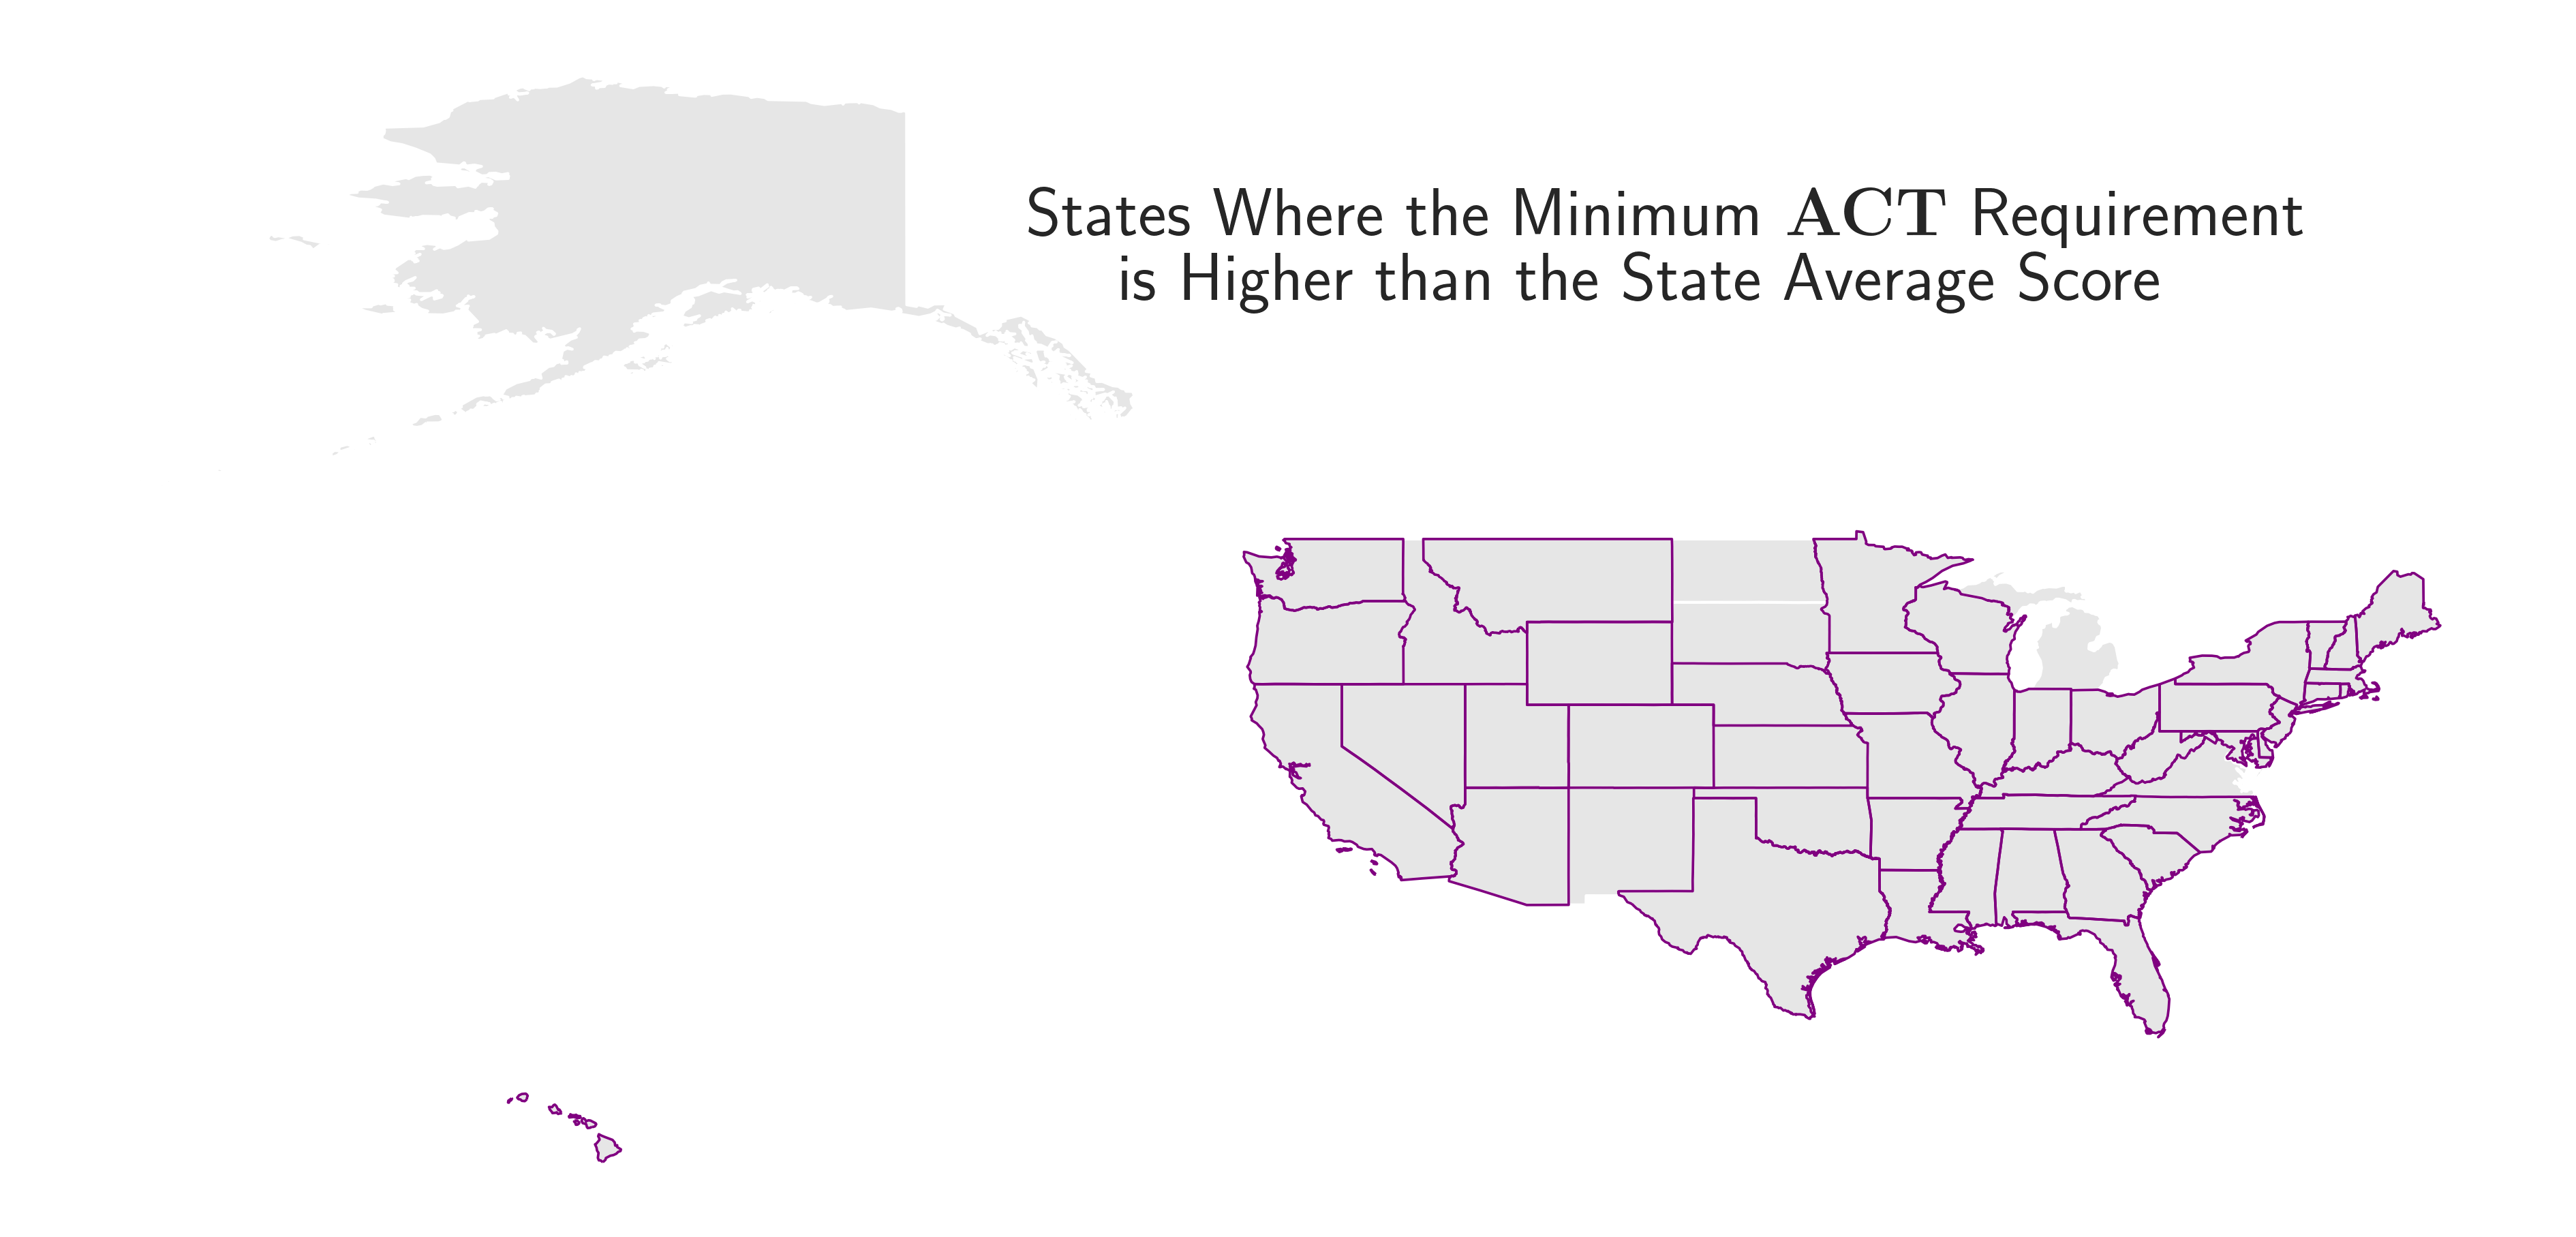 States Where the Minimum ACT Requirement
is Higher than the State Average Score